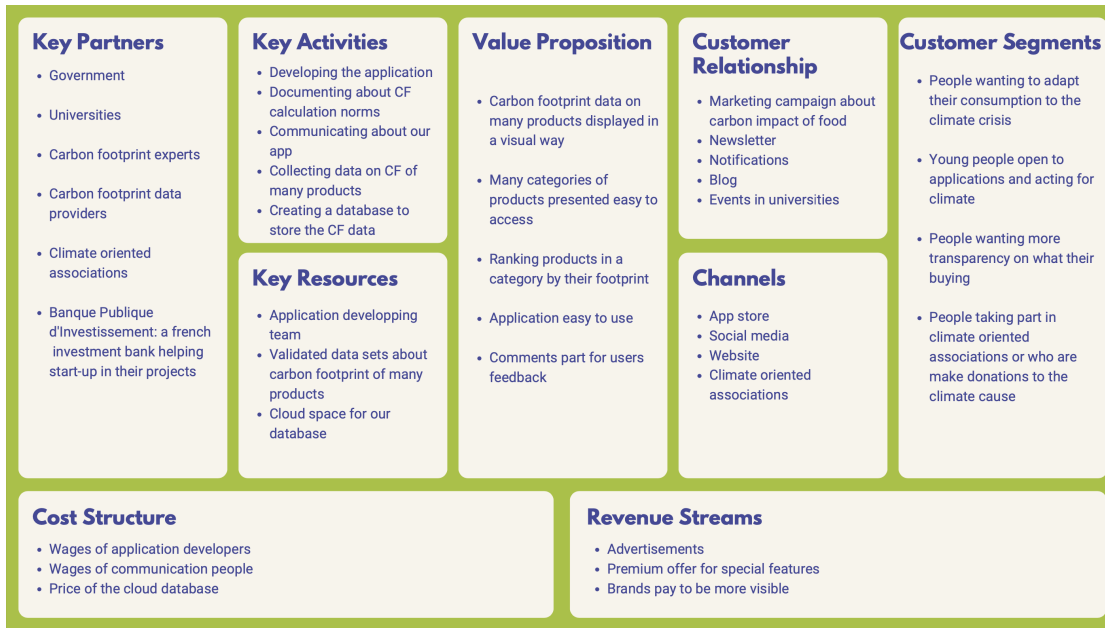 Key Partners
• Government
• Universities
• Carbon footprint experts
• Carbon footprint data
providers
• Climate oriented
associations
• Banque Publique
d'Investissement: a french
investment bank helping
start-up in their projects
Key Activities
• Developing the application
• Documenting about CF
calculation norms
• Communicating about our
app
• Collecting data on CF of
many products
• Creating a database to
store the CF data
Key Resources
• Application developping
team
• Validated data sets about
carbon footprint of many
products
• Cloud space for our
database
Value Proposition
• Carbon footprint data on
many products displayed in
a visual way
• Many categories of
products presented easy to
access
• Ranking products in a
category by their footprint
• Application easy to use
• Comments part for users
feedback
Customer
Relationship
• Marketing campaign about
carbon impact of food
• Newsletter
• Notifications
• Blog
• Events in universities
Channels
• App store
• Social media
• Website
• Climate oriented
associations
Customer Segments
• People wanting to adapt
their consumption to the
climate crisis
• Young people open to
applications and acting for
climate
• People wanting more
transparency on what their
buying
• People taking part in
climate oriented
associations or who are
make donations to the
climate cause
Cost Structure
• Wages of application developers
• Wages of communication people
• Price of the cloud database
Revenue Streams
• Advertisements
• Premium offer for special features
• Brands pay to be more visible